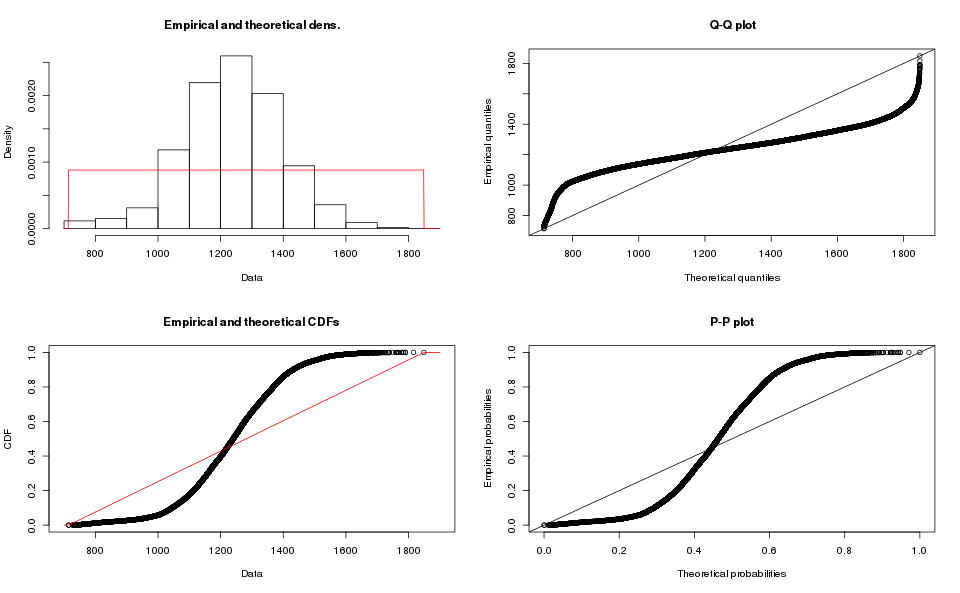 Empirical and theoretical dens.
Density
0.0000 0.0010 0.0020
800 1000 1200 1400 1600 1800
Data
Q-Q plot
Empirical quantiles
800 1000 1400 1800
800 1000 1200 1400 1600 1800
Theoretical quantiles
Empirical and theoretical CDFs
CDF
0.0 0.2 0.4 0.6 0.8 1.0
800 1000 1200 1400 1600 1800
Data
P-P plot
Empirical probabilities
0.0 0.2 0.4 0.6 0.8 1.0
0.0 0.2 0.4 0.6 0.8 1.0
Theoretical probabilities